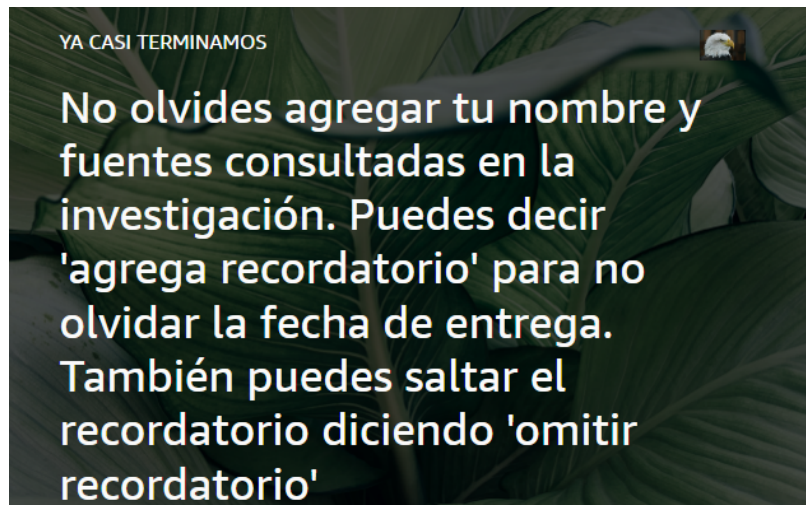 YA CASI TERMINAMOS
No olvides agregar tu nombre y
fuentes consultadas en la
investigación. Puedes decir
'agrega recordatorio' para no
olvidar la fecha de entrega.
También puedes saltar el
recordatorio diciendo 'omitir
recordatorio'